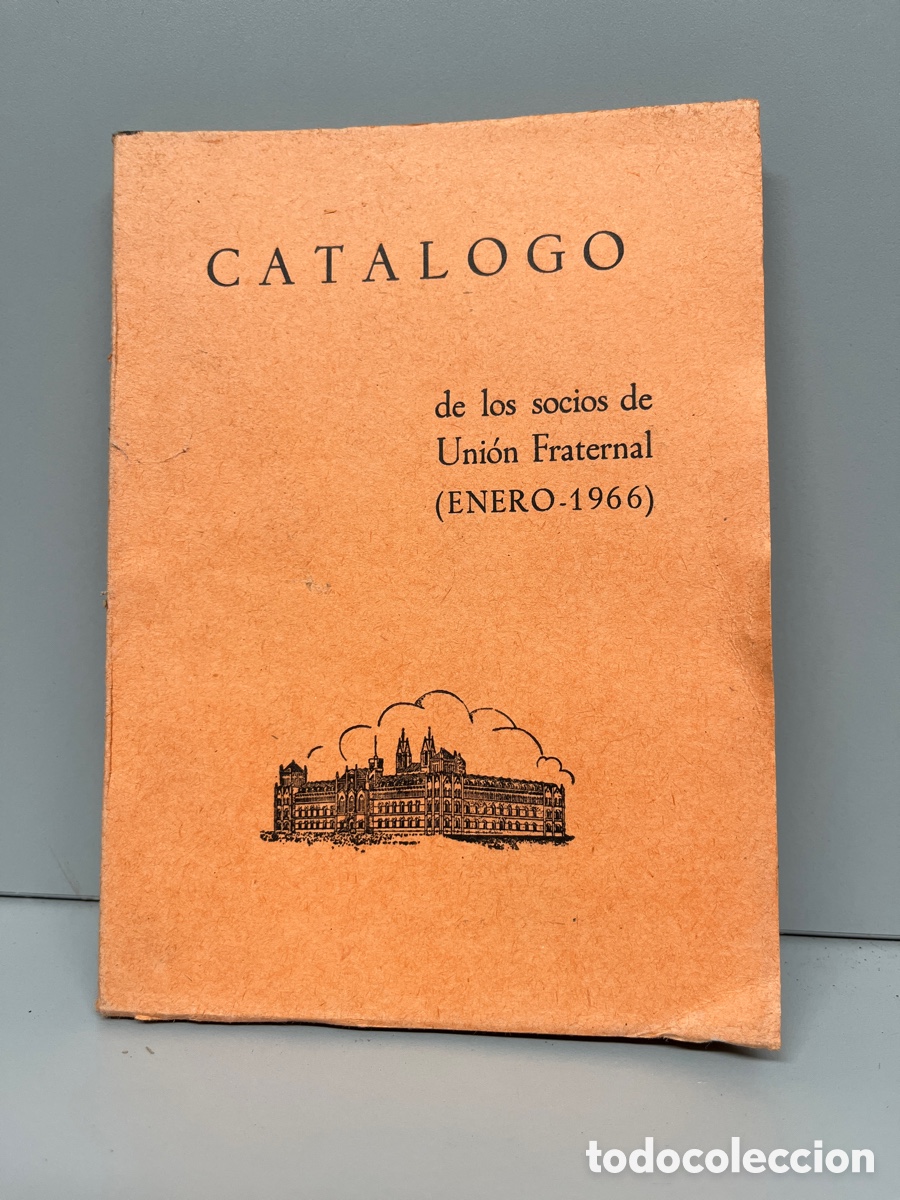 CATALOGO
de los socios de
Unión Fraternal
(ENERO-1966)
todocoleccion